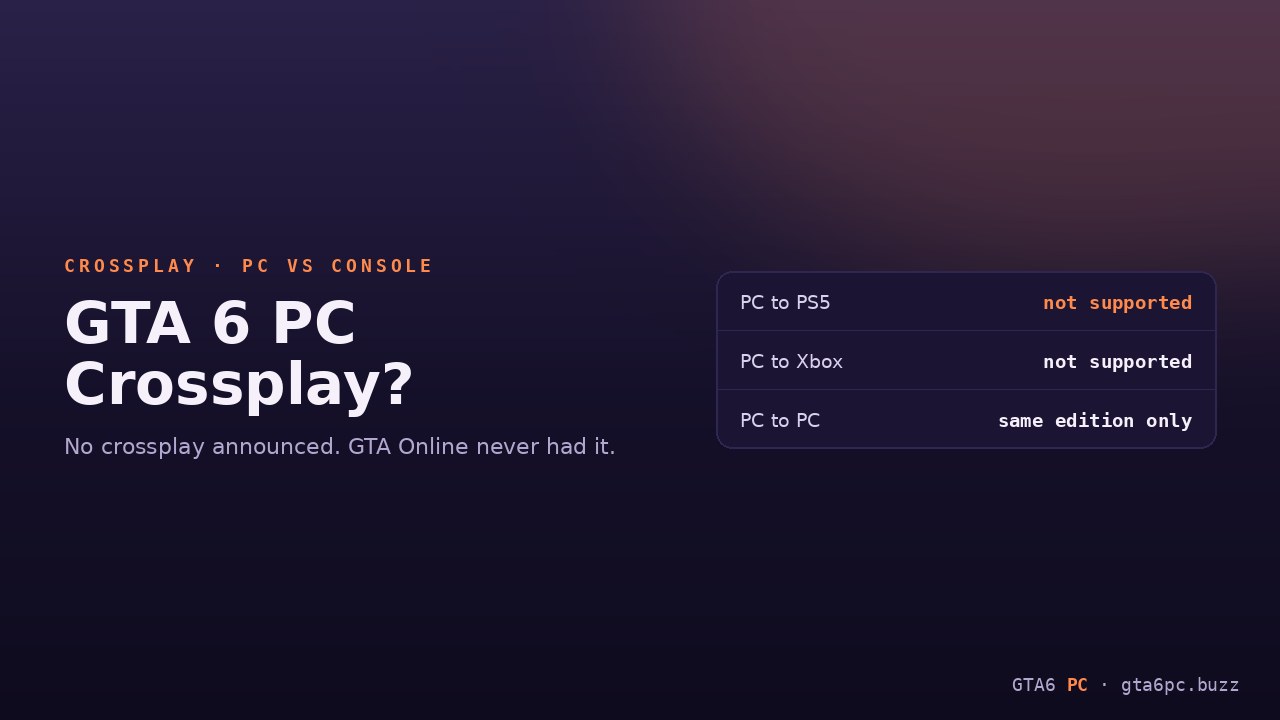 CROSSPLAY · PC VS CONSOLE
GTA 6 PC
Crossplay?
No crossplay announced. GTA Online never had it.
PC to PS5 not supported
PC to Xbox not supported
PC to PC same edition only
GTA6 PC · gta6pc.buzz